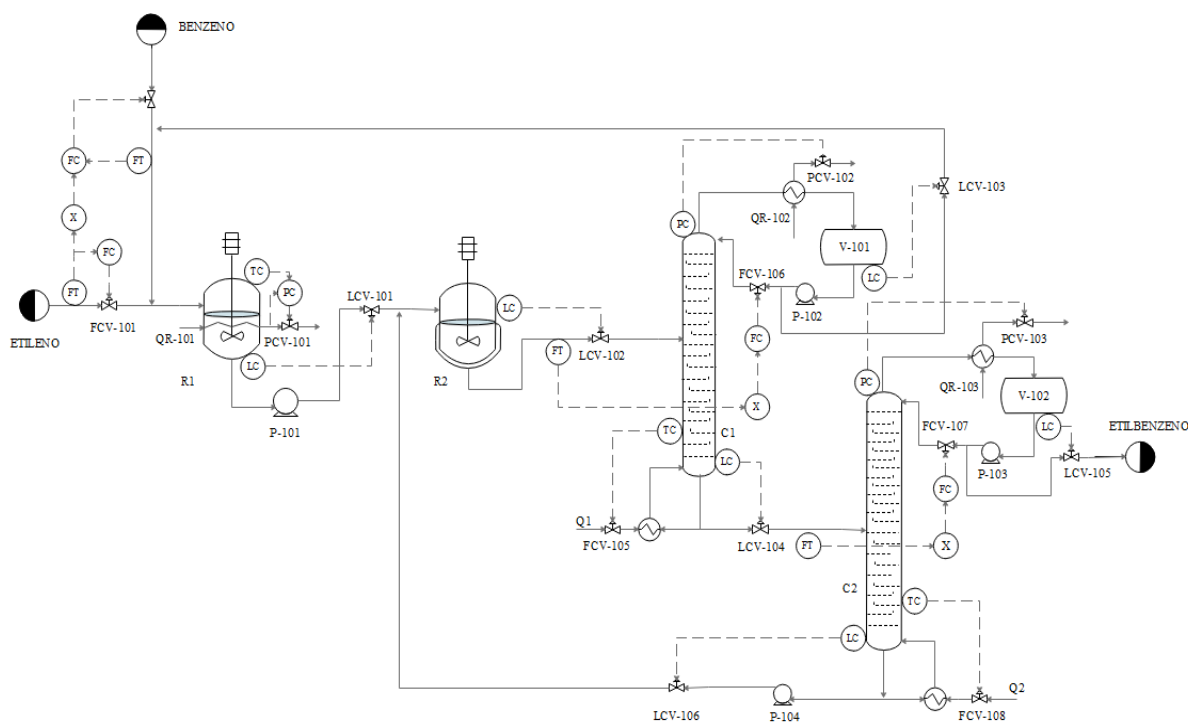 BENZENO
FC
FT
PCV-102
LCV-103
QR-102
X
PC
V-101
FC
TC
LC
FCV-106
LC
PC
LCV-101
LC
P-102
FT
FCV-101
PCV-103
QR-101
PCV-101
ETILENO
LCV-102
FC
FT
QR-103
PC
V-102
LC
R1
R2
X
LC
ETILBENZENO
P-101
TC
C1
FCV-107
P-103
LCV-105
LC
FC
Q1
FCV-105
LCV-104
FT
X
C2
TC
LC
Q2
LCV-106
P-104
FCV-108